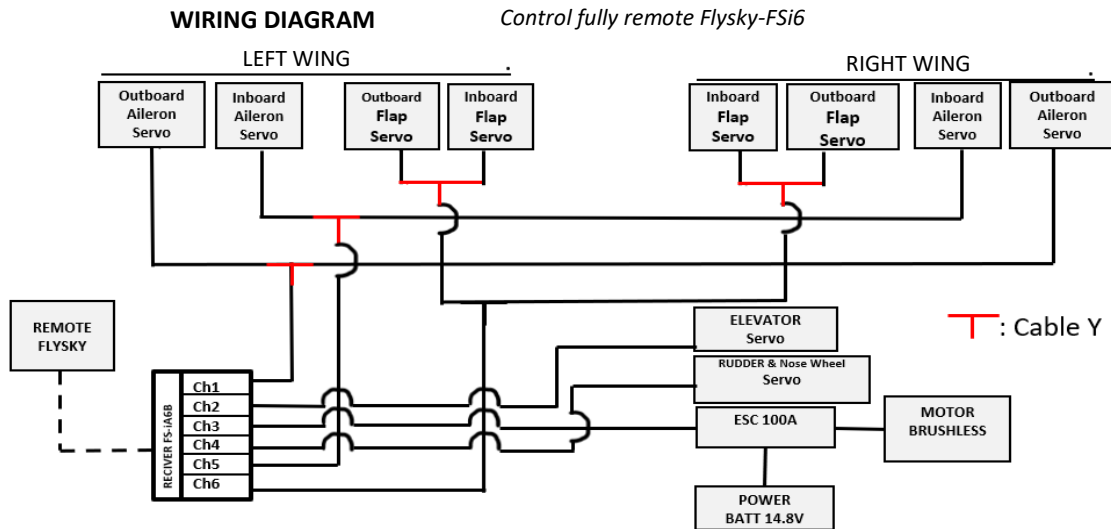 WIRING DIAGRAM
Control fully remote Flysky-FSi6
LEFT WING
.
RIGHT WING
.
Outboard
Aileron
Servo
Inboard
Aileron
Servo
Outboard
Flap
Servo
Inboard
Flap
Servo
Inboard
Flap
Servo
Outboard
Flap
Servo
Inboard
Aileron
Servo
Outboard
Aileron
Servo
REMOTE
FLYSKY
RECIVER FS-iA6B
Ch1
Ch2
Ch3
Ch4
Ch5
Ch6
ELEVATOR
Servo
RUDDER & Nose Wheel
Servo
ESC 100A
MOTOR
BRUSHLESS
POWER
BATT 14.8V
: Cable Y